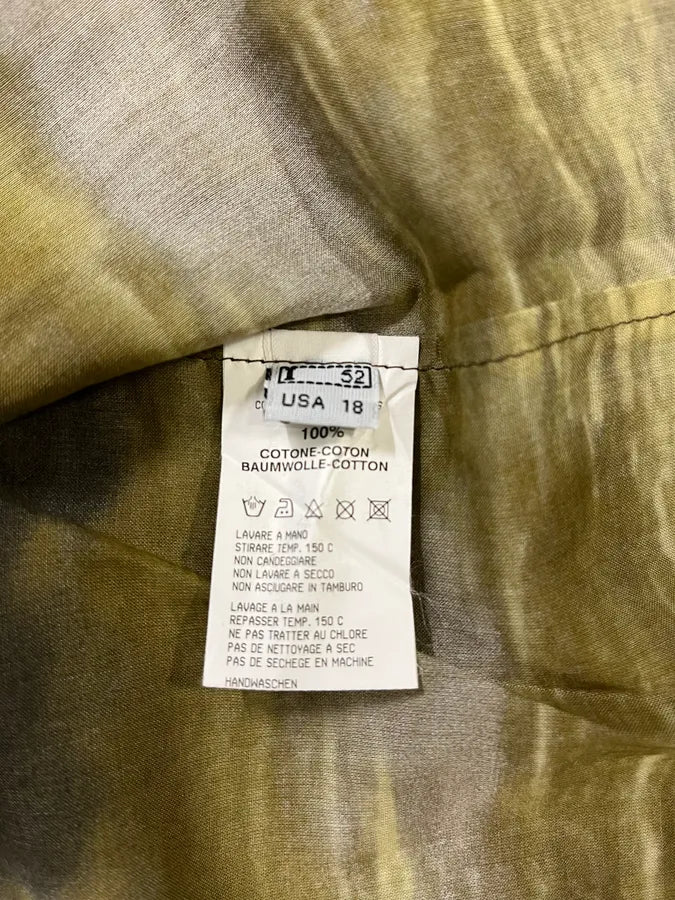 I 52
USA 18
100%
COTONE-COTON
BAUMWOLLE-COTTON
LAVARE A MANO
STIRARE TEMP. 150 C
NON CANDEGGIARE
NON LAVARE A SECCO
NON ASCIUGARE IN TAMBURO
LAVAGE A LA MAIN
REPASSER TEMP. 150 C
NE PAS TRATTER AU CHLORE
PAS DE NETTOYAGE A SEC
PAS DE SECHEGE EN MACHINE
HANDWASCHEN